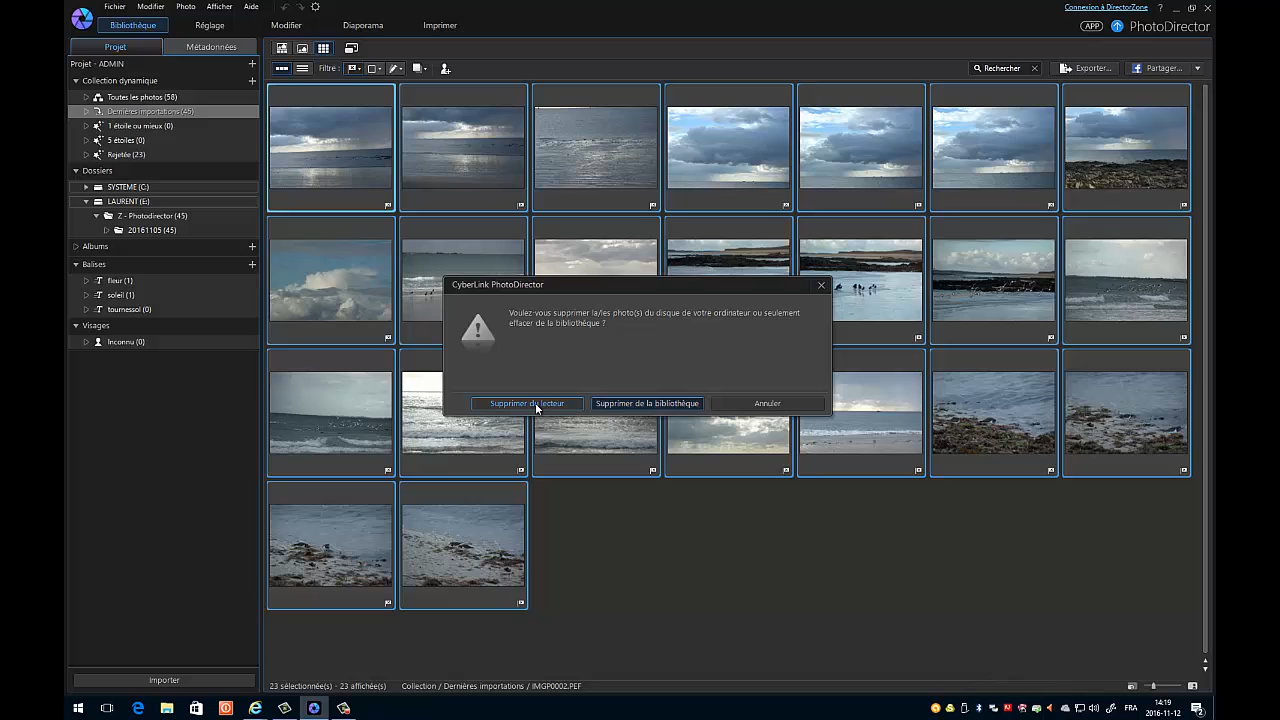 Fichier Modifier Photo Afficher Aide
Connexion à DirectorZone ?
Bibliothèque Réglage Modifier Diaporama Imprimer
APP PhotoDirector
Projet Métadonnées
Projet - ADMIN
Filtre : Rechercher Exporter... Partager...
Collection dynamique
Toutes les photos (58)
Dernières importations (45)
1 étoile ou mieux (0)
5 étoiles (0)
Rejetée (23)
Dossiers
SYSTEME (C:)
LAURENT (E:)
Z - Photodirector (45)
20161105 (45)
Albums
Balises
fleur (1)
soleil (1)
tournessol (0)
Visages
Inconnu (0)
CyberLink PhotoDirector
Voulez-vous supprimer la/les photo(s) du disque de votre ordinateur ou seulement
effacer de la bibliothèque ?
Supprimer du lecteur Supprimer de la bibliothèque Annuler
Importer
23 sélectionnée(s) - 23 affichée(s) Collection / Dernières importations / IMGP0002.PEF
FRA
14:19
2016-11-12